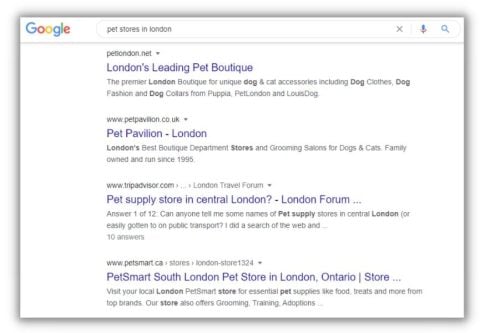 Google
pet stores in london
petlondon.net
London's Leading Pet Boutique
The premier London Boutique for unique dog & cat accessories including Dog Clothes, Dog
Fashion and Dog Collars from Puppia, PetLondon and LouisDog.
www.petpavilion.co.uk
Pet Pavilion - London
London's Best Boutique Department Stores and Grooming Salons for Dogs & Cats. Family
owned and run since 1995.
www.tripadvisor.com › ... › London Travel Forum
Pet supply store in central London? - London Forum ...
Answer 1 of 12: Can anyone tell me some names of Pet supply stores in central London (or
easily gotten to on public transport? I did a search of the web and ...
10 answers
www.petsmart.ca › stores › london-store1324
PetSmart South London Pet Store in London, Ontario | Store ...
Visit your local London PetSmart store for essential pet supplies like food, treats and more from
top brands. Our store also offers Grooming, Training, Adoptions ...